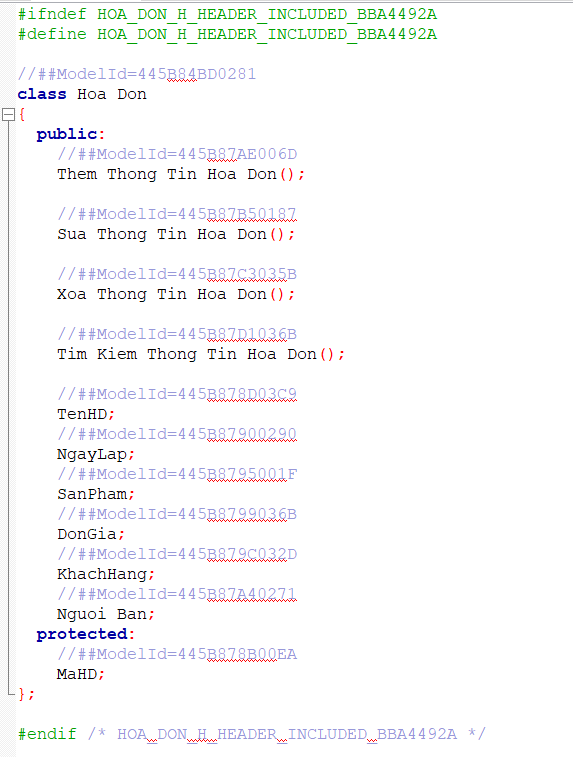 #ifndef HOA_DON_H_HEADER_INCLUDED_BBA4492A
#define HOA_DON_H_HEADER_INCLUDED_BBA4492A
//##ModelId=445B84BD0281
class Hoa Don
{
public:
//##ModelId=445B87AE006D
Them Thong Tin Hoa Don();
//##ModelId=445B87B50187
Sua Thong Tin Hoa Don();
//##ModelId=445B87C3035B
Xoa Thong Tin Hoa Don();
//##ModelId=445B87D1036B
Tim Kiem Thong Tin Hoa Don();
//##ModelId=445B878D03C9
TenHD;
//##ModelId=445B87900290
NgayLap;
//##ModelId=445B8795001F
SanPham;
//##ModelId=445B8799036B
DonGia;
//##ModelId=445B879C032D
KhachHang;
//##ModelId=445B87A40271
Nguoi Ban;
protected:
//##ModelId=445B878B00EA
MaHD;
};
#endif /* HOA_DON_H_HEADER_INCLUDED_BBA4492A */